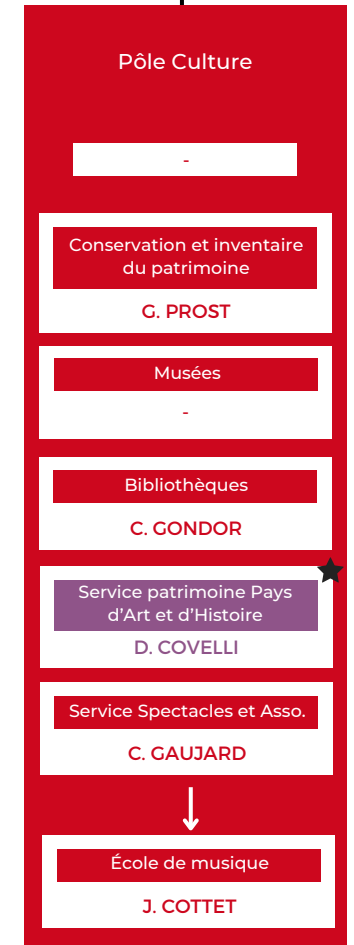 Pôle Culture
-
Conservation et inventaire
du patrimoine
G. PROST
Musées
-
Bibliothèques
C. GONDOR
Service patrimoine Pays
d'Art et d'Histoire
D. COVELLI
Service Spectacles et Asso.
C. GAUJARD
École de musique
J. COTTET